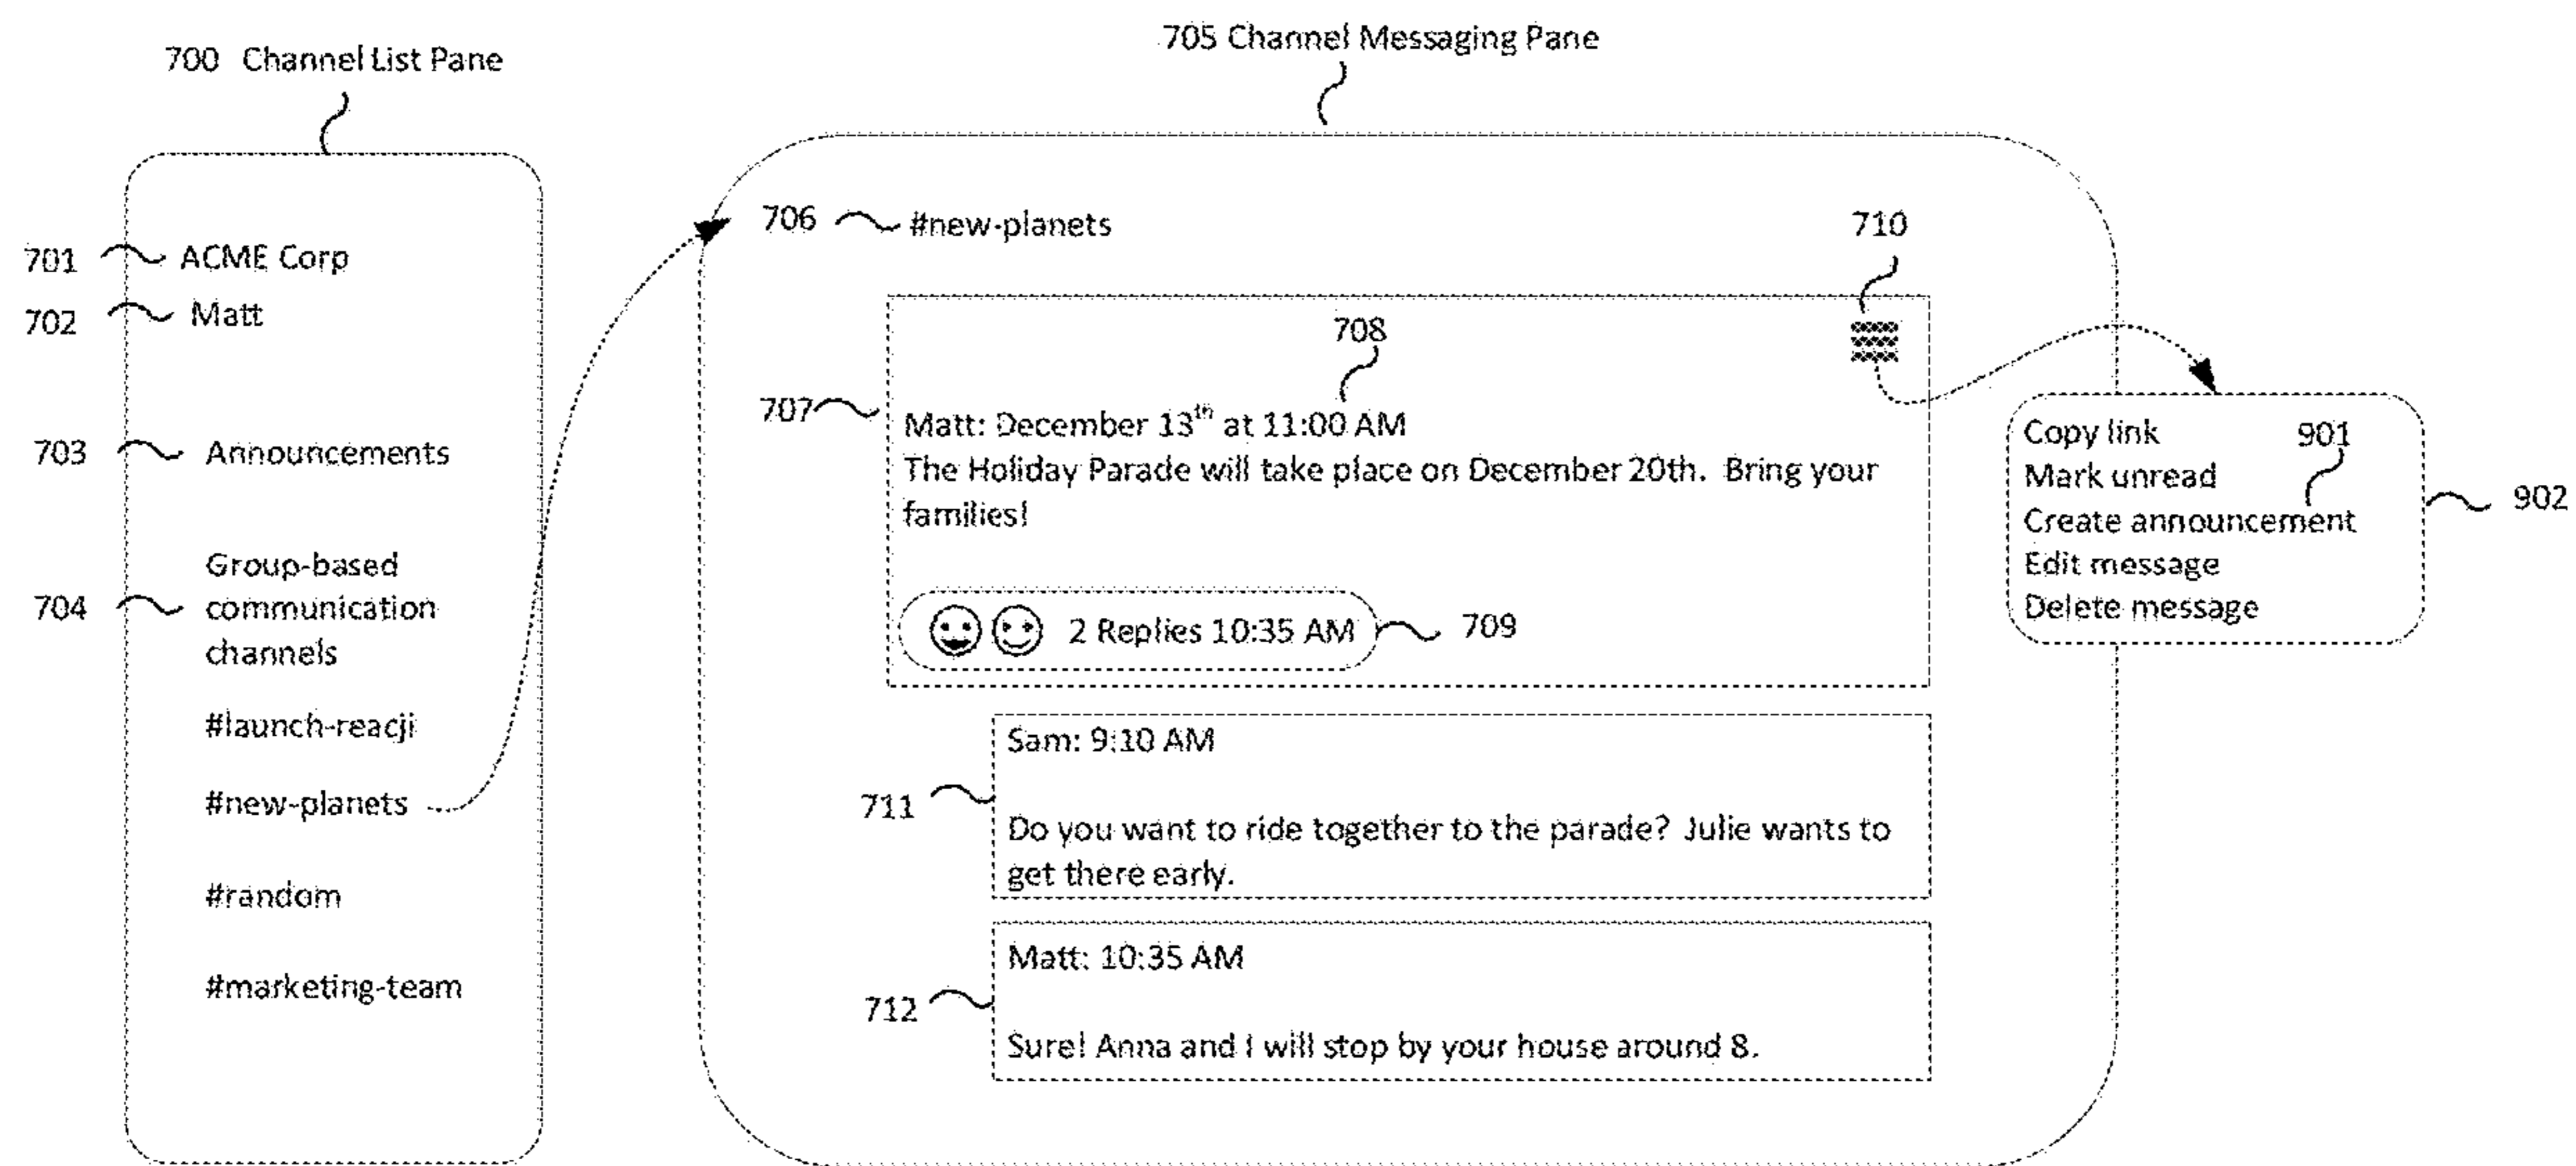 700 Channel List Pane
701 ACME Corp
702 Matt
703 Announcements
Group-based
704 communication
channels
#launch-reacji
#new-planets
#random
#marketing-team
705 Channel Messaging Pane
706 #new-planets
710
708
707
Matt: December 13th at 11:00 AM
The Holiday Parade will take place on December 20th. Bring your
families!
2 Replies 10:35 AM 709
Sam: 9:10 AM
711
Do you want to ride together to the parade? Julie wants to
get there early.
Matt: 10:35 AM
712
Sure! Anna and I will stop by your house around 8.
Copy link 901
Mark unread
902
Create announcement
Edit message
Delete message